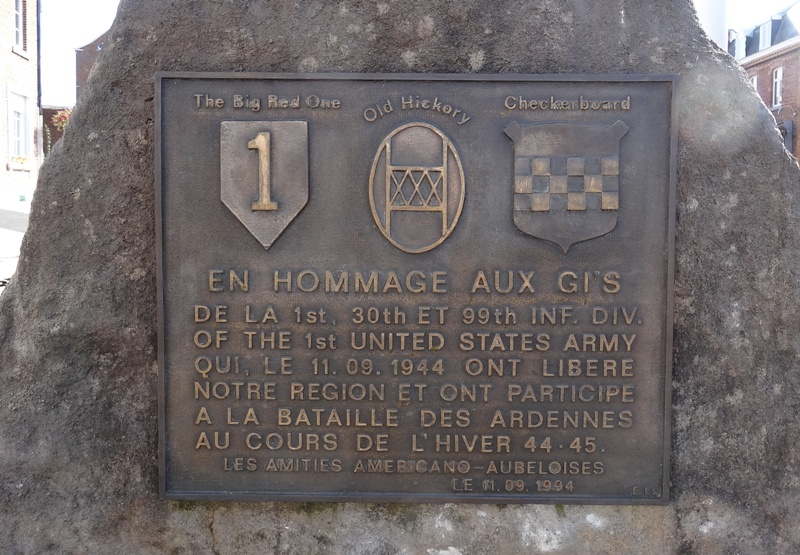 The Big Red One Old Hickory Checkerboard
1
EN HOMMAGE AUX GI'S
DE LA 1st, 30th ET 99th INF. DIV.
OF THE 1st UNITED STATES ARMY
QUI, LE 11.09.1944 ONT LIBERE
NOTRE REGION ET ONT PARTICIPE
A LA BATAILLE DES ARDENNES
AU COURS DE L'HIVER 44-45.
LES AMITIES AMERICANO-AUBELOISES
LE 11.09.1994